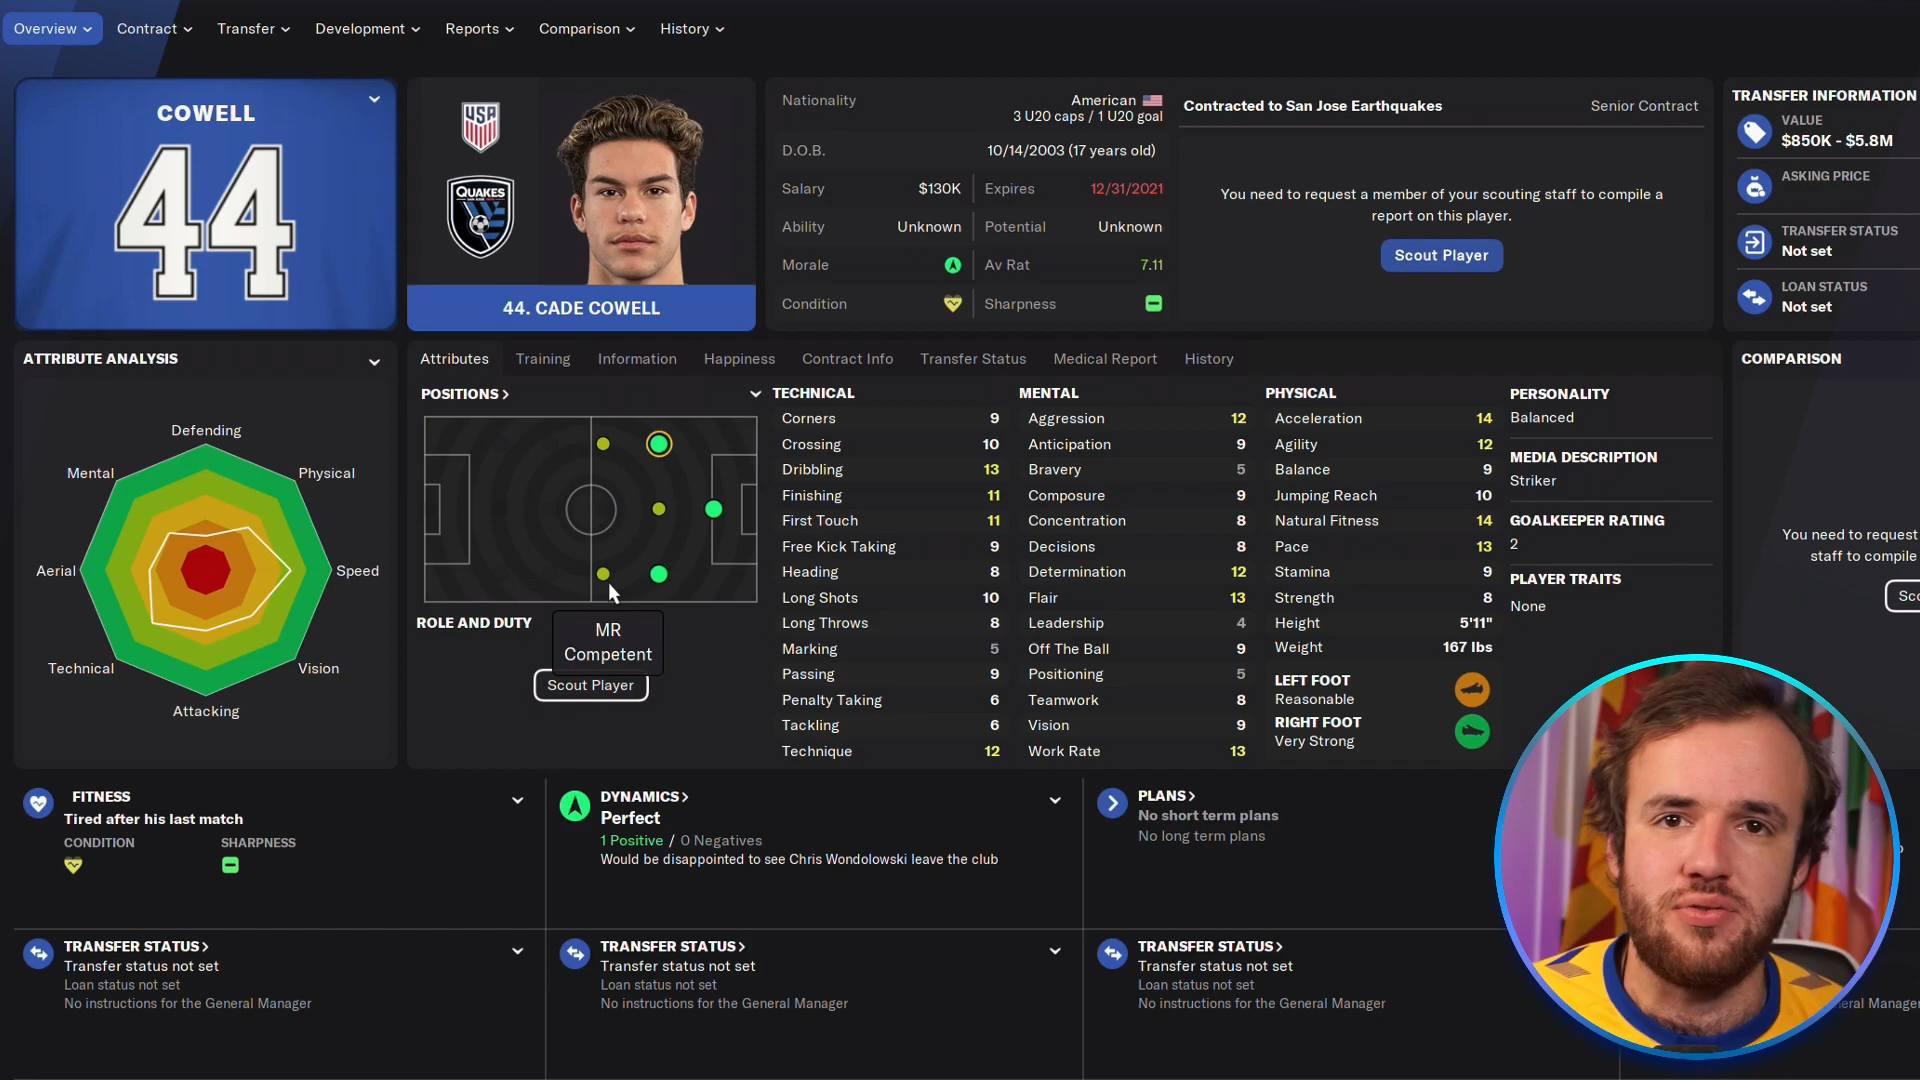 Overview
Contract
Transfer
Development
Reports
Comparison
History
COWELL
44
USA
QUAKES
44. CADE COWELL
Nationality American
3 U20 caps / 1 U20 goal
D.O.B. 10/14/2003 (17 years old)
Salary $130K Expires 12/31/2021
Ability Unknown Potential Unknown
Morale Av Rat 7.11
Condition Sharpness
Contracted to San Jose Earthquakes Senior Contract
You need to request a member of your scouting staff to compile a
report on this player.
Scout Player
TRANSFER INFORMATION
VALUE
$850K - $5.8M
ASKING PRICE
TRANSFER STATUS
Not set
LOAN STATUS
Not set
ATTRIBUTE ANALYSIS
Defending
Mental Physical
Aerial Speed
Technical Vision
Attacking
Attributes Training Information Happiness Contract Info Transfer Status Medical Report History
POSITIONS
ROLE AND DUTY
MR
Competent
Scout Player
TECHNICAL
Corners 9
Crossing 10
Dribbling 13
Finishing 11
First Touch 11
Free Kick Taking 9
Heading 8
Long Shots 10
Long Throws 8
Marking 5
Passing 9
Penalty Taking 6
Tackling 6
Technique 12
MENTAL
Aggression 12
Anticipation 9
Bravery 5
Composure 9
Concentration 8
Decisions 8
Determination 12
Flair 13
Leadership 4
Off The Ball 9
Positioning 5
Teamwork 8
Vision 9
Work Rate 13
PHYSICAL
Acceleration 14
Agility 12
Balance 9
Jumping Reach 10
Natural Fitness 14
Pace 13
Stamina 9
Strength 8
Height 5'11"
Weight 167 lbs
LEFT FOOT
Reasonable
RIGHT FOOT
Very Strong
PERSONALITY
Balanced
MEDIA DESCRIPTION
Striker
GOALKEEPER RATING
2
PLAYER TRAITS
None
COMPARISON
You need to request
staff to compile
Sco
FITNESS
Tired after his last match
CONDITION SHARPNESS
DYNAMICS
Perfect
1 Positive / 0 Negatives
Would be disappointed to see Chris Wondolowski leave the club
PLANS
No short term plans
No long term plans
TRANSFER STATUS
Transfer status not set
Loan status not set
No instructions for the General Manager
TRANSFER STATUS
Transfer status not set
Loan status not set
No instructions for the General Manager
TRANSFER STATUS
Transfer status not set
Loan status not set
No instructions for the General Manager
eral Manager